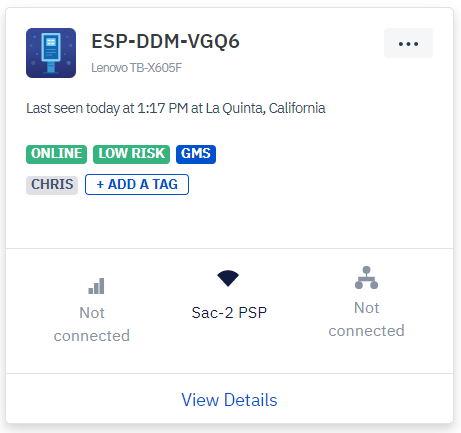 ESP-DDM-VGQ6
Lenovo TB-X605F
Last seen today at 1:17 PM at La Quinta, California
ONLINE LOW RISK GMS
CHRIS + ADD A TAG
Not
connected
Sac-2 PSP
Not
connected
View Details